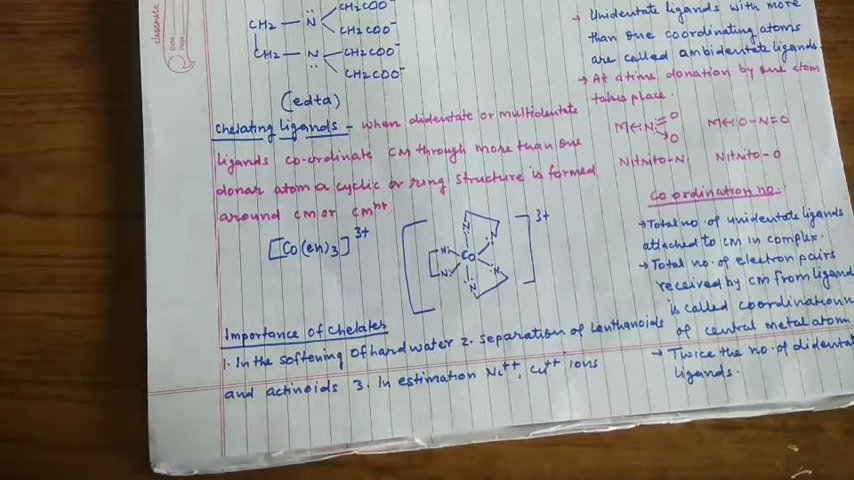 classmate
Date
Page
CH2 — N̈ CH2COO⁻
CH2COO⁻
CH2 — N̈ CH2COO⁻
CH2COO⁻
(edta)
Chelating Ligands - when didentate or multidentate
ligands co-ordinate CM through more than one
donar atom a cyclic or ring structure is formed
around CM or CMⁿ⁺
[Co(en)3]³⁺
N N N Co N N N 3+
Importance of chelates
1. In the softening of hard water 2. separation of Lanthanoids
and actinoids 3. In estimation Ni⁺⁺, Cu⁺⁺ ions
→ Unidentate ligands with more
than one coordinating atoms
are called ambidentate ligands
→ At a time donation by one atom
takes place.
M←:N O O M←:O-N=O
Nitrito-N Nitrito-O
Coordination no:-
→ Total no. of unidentate ligands
attached to CM in complex.
→ Total no. of electron pairs
received by CM from ligand
is called coordination n
of central metal atom
→ Twice the no. of didentat
ligands.